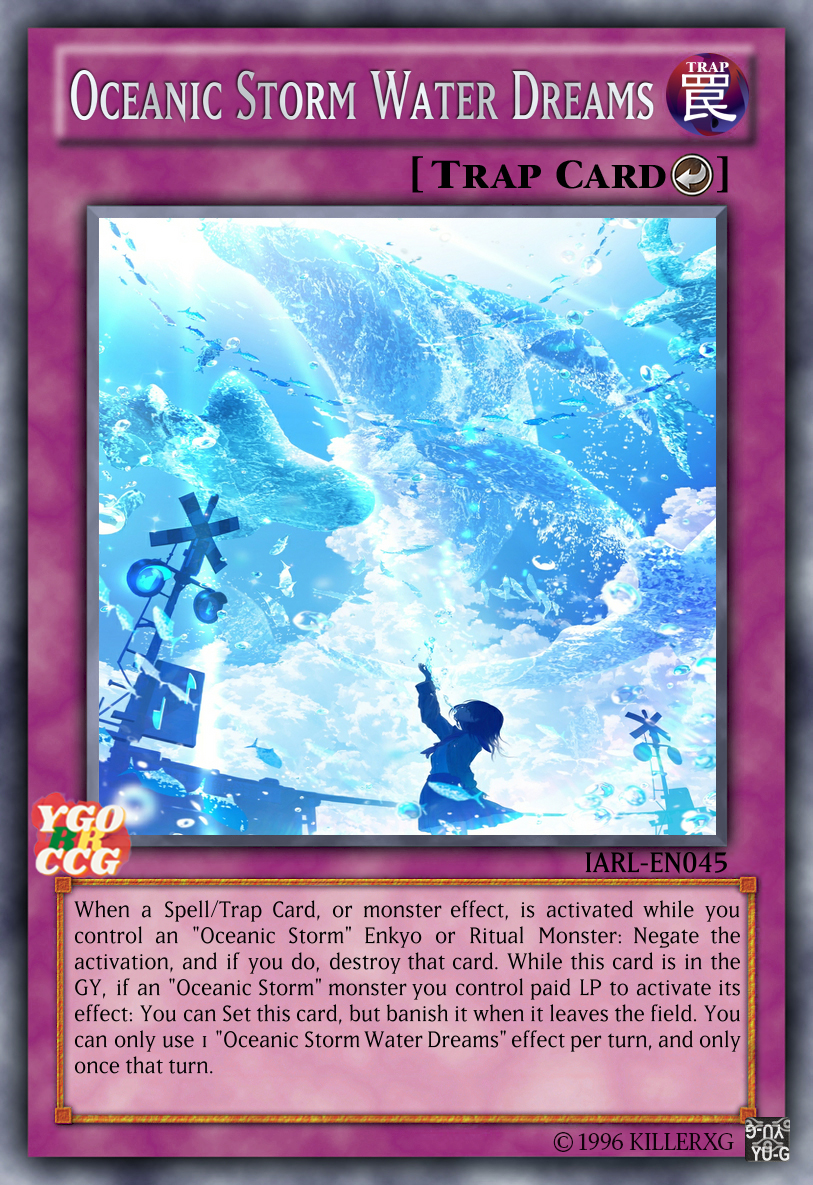 Oceanic Storm Water Dreams
TRAP
罠
[Trap Card]
YGO
RR
CCG
IARL-EN045
When a Spell/Trap Card, or monster effect, is activated while you
control an "Oceanic Storm" Enkyo or Ritual Monster: Negate the
activation, and if you do, destroy that card. While this card is in the
GY, if an "Oceanic Storm" monster you control paid LP to activate its
effect: You can Set this card, but banish it when it leaves the field. You
can only use 1 "Oceanic Storm Water Dreams" effect per turn, and only
once that turn.
© 1996 KILLERXG
YU-G